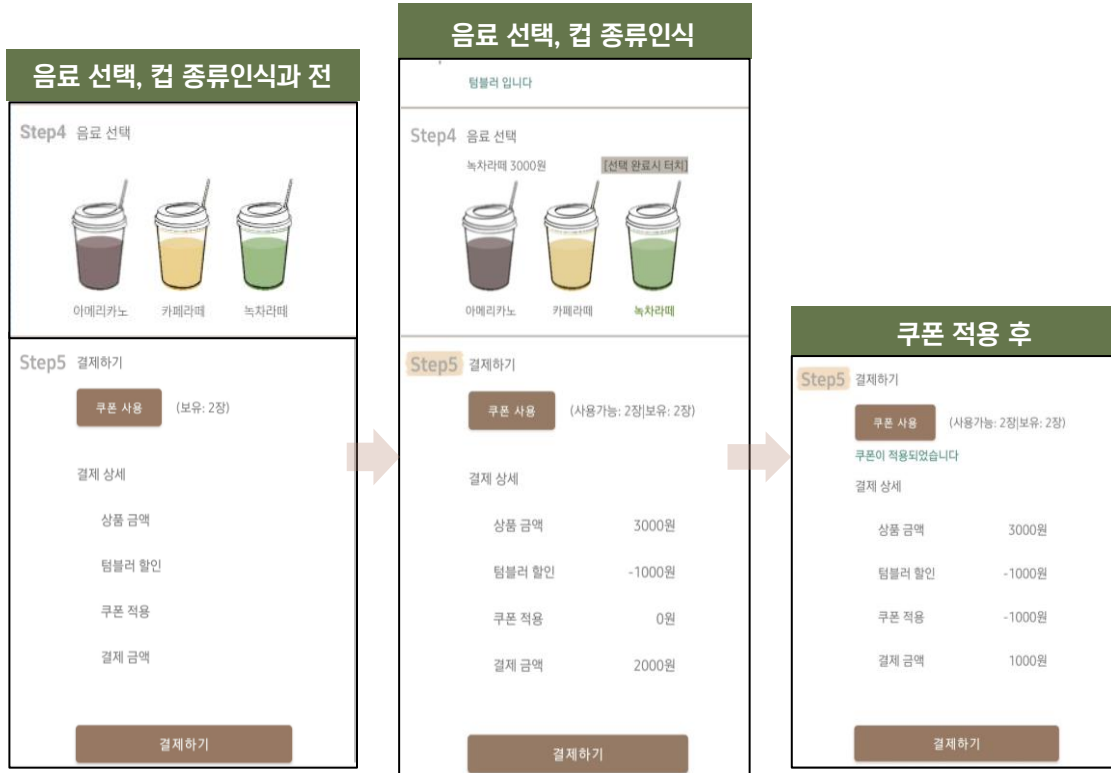 음료 선택, 컵 종류인식과 전
Step4 음료 선택
아메리카노 카페라떼 녹차라떼
Step5 결제하기
쿠폰 사용 (보유: 2장)
결제 상세
상품 금액
텀블러 할인
쿠폰 적용
결제 금액
결제하기
음료 선택, 컵 종류인식
텀블러 입니다
Step4 음료 선택
녹차라떼 3000원 [선택 완료시 터치]
아메리카노 카페라떼 녹차라떼
Step5 결제하기
쿠폰 사용 (사용가능: 2장|보유: 2장)
결제 상세
상품 금액 3000원
텀블러 할인 -1000원
쿠폰 적용 0원
결제 금액 2000원
결제하기
쿠폰 적용 후
Step5 결제하기
쿠폰 사용 (사용가능: 2장|보유: 2장)
쿠폰이 적용되었습니다
결제 상세
상품 금액 3000원
텀블러 할인 -1000원
쿠폰 적용 -1000원
결제 금액 1000원
결제하기